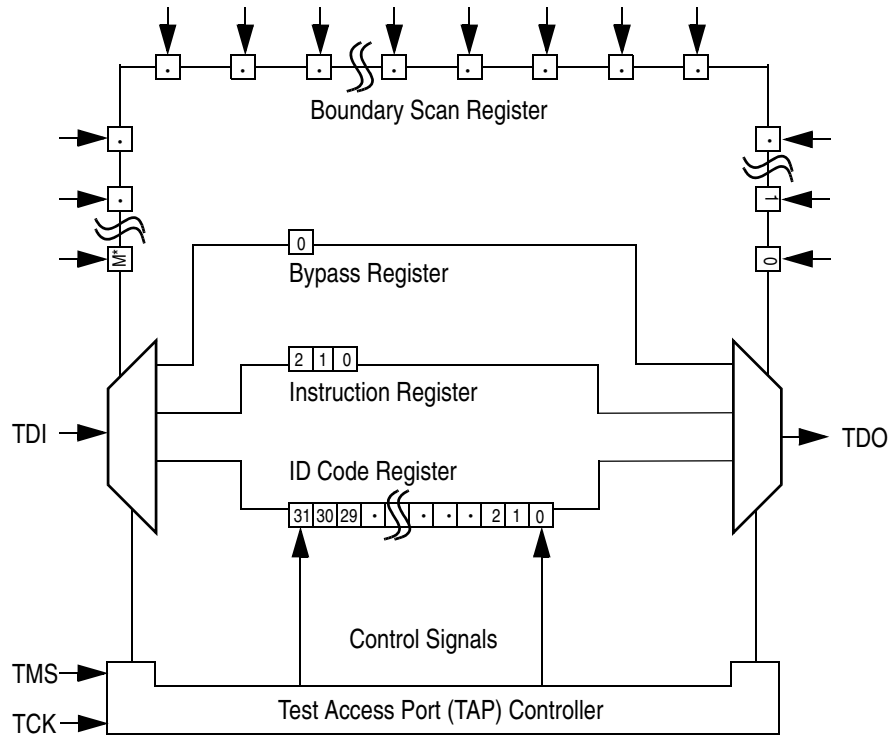 Boundary Scan Register
1
M*
0
0
Bypass Register
2 1 0
Instruction Register
TDI
TDO
ID Code Register
31 30 29 · · · · 2 1 0
Control Signals
TMS
Test Access Port (TAP) Controller
TCK